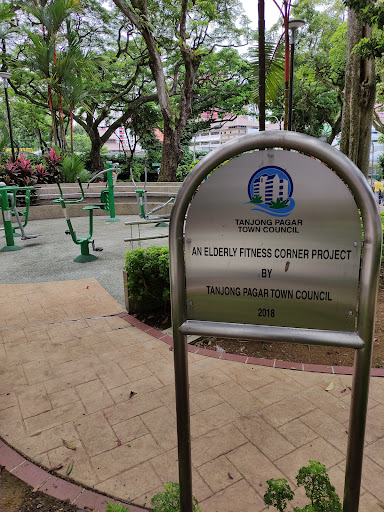 TANJONG PAGAR
TOWN COUNCIL
AN ELDERLY FITNESS CORNER PROJECT
BY
TANJONG PAGAR TOWN COUNCIL
2018